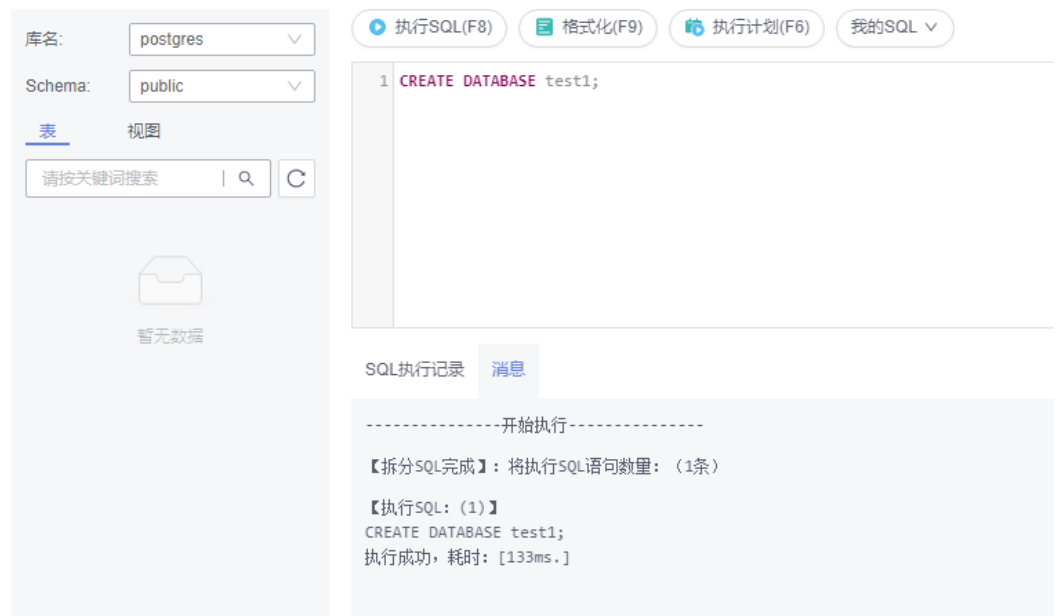 库名:
postgres
Schema:
public
表
视图
请按关键词搜索
暂无数据
执行SQL(F8)
格式化(F9)
执行计划(F6)
我的SQL
1 CREATE DATABASE test1;
SQL执行记录
消息
---------------开始执行---------------
【拆分SQL完成】：将执行SQL语句数量：（1条）
【执行SQL：(1)】
CREATE DATABASE test1;
执行成功，耗时：[133ms.]